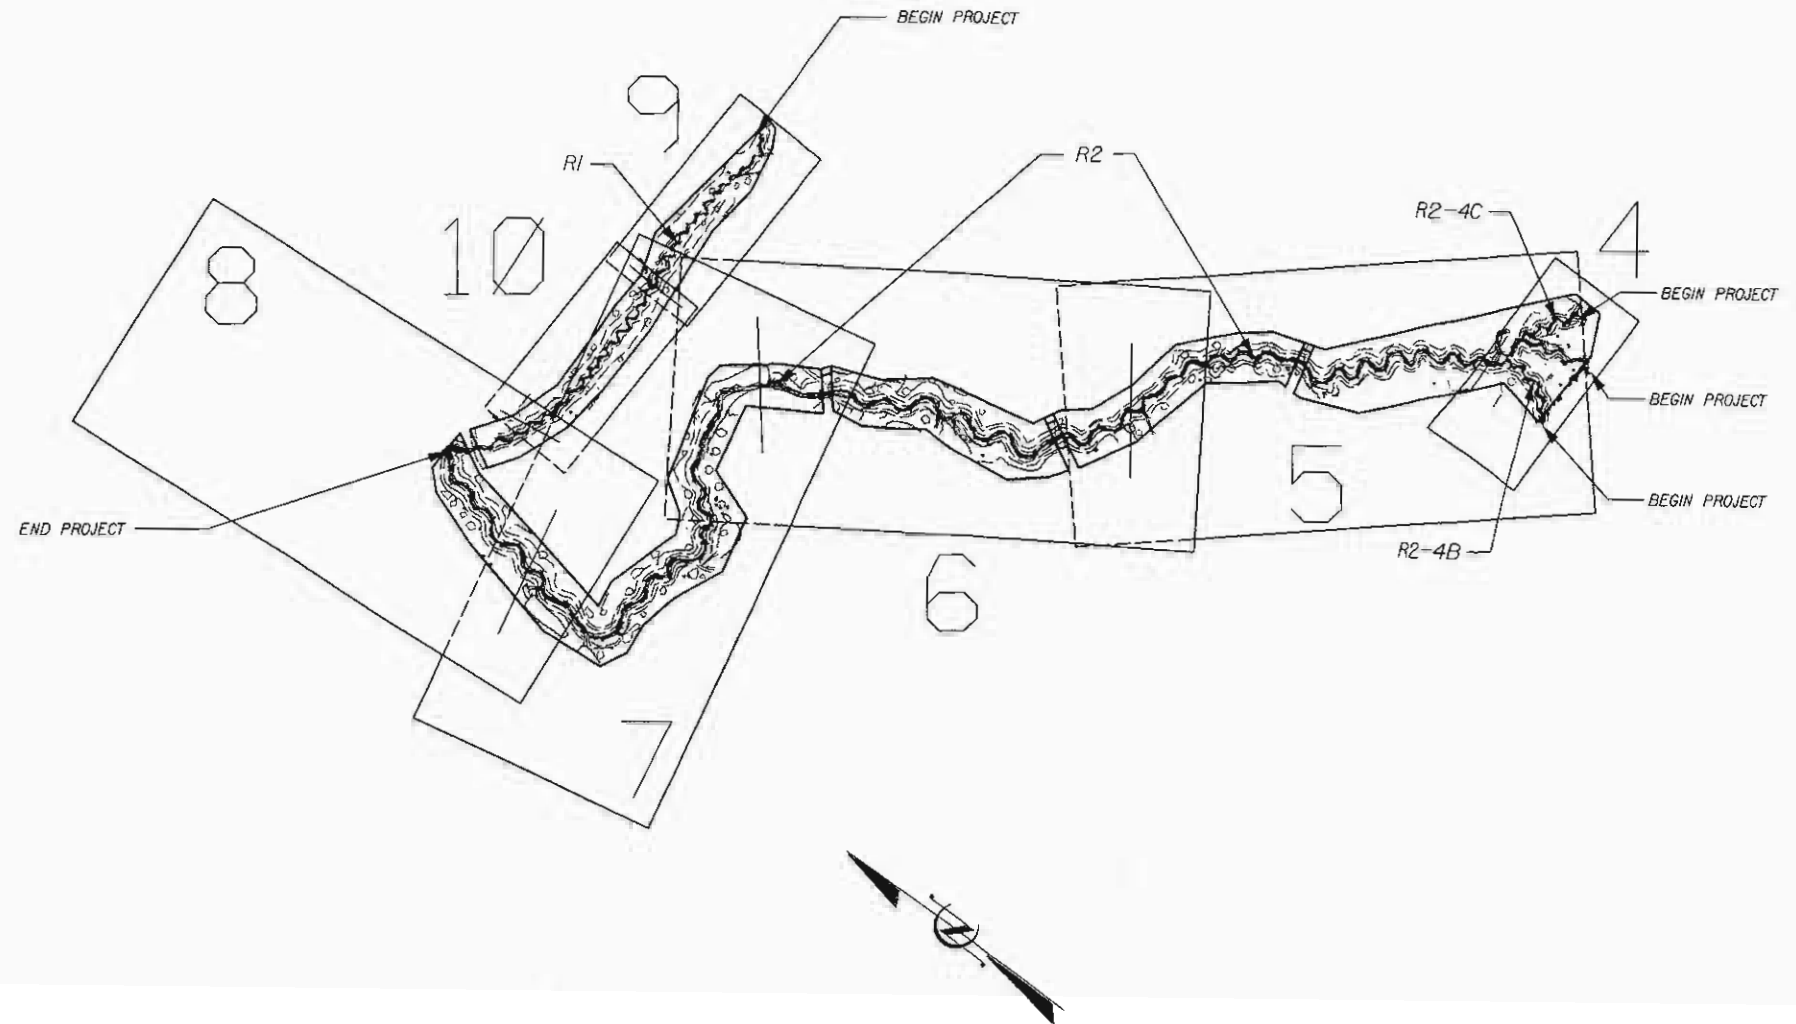 BEGIN PROJECT
9
R1
R2
10
8
R2-4C
4
BEGIN PROJECT
BEGIN PROJECT
5
BEGIN PROJECT
END PROJECT
R2-4B
6
7
N